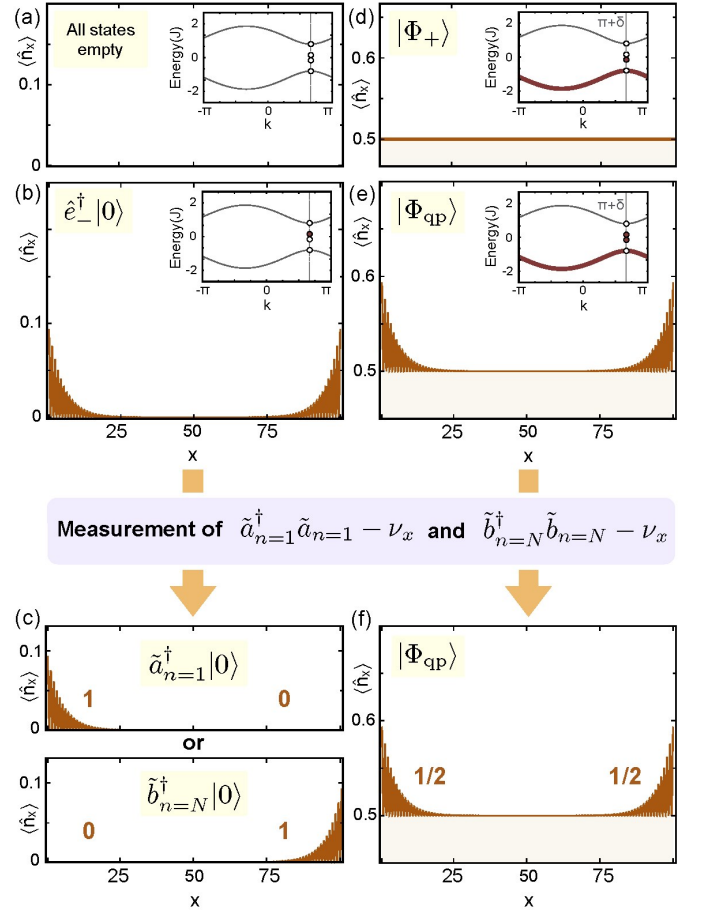 (a)
All states
empty
⟨n̂ₓ⟩
0.1
0
Energy(J)
2
0
-2
-π
0
π
k
(d)
|Φ₊⟩
⟨n̂ₓ⟩
0.6
0.5
π+δ
Energy(J)
2
0
-2
-π
0
π
k
(b)
ê₋†|0⟩
⟨n̂ₓ⟩
0.1
0
25
50
75
x
Energy(J)
2
0
-2
-π
0
π
k
(e)
|Φqp⟩
⟨n̂ₓ⟩
0.6
0.5
25
50
75
x
π+δ
Energy(J)
2
0
-2
-π
0
π
k
Measurement of ã†ₙ₌₁ãₙ₌₁ − νₓ and b̃†ₙ₌N b̃ₙ₌N − νₓ
(c)
ã†ₙ₌₁|0⟩
⟨n̂ₓ⟩
0.1
0
1
0
or
b̃†ₙ₌N|0⟩
⟨n̂ₓ⟩
0.1
0
0
1
25
50
75
x
(f)
|Φqp⟩
⟨n̂ₓ⟩
0.6
0.5
1/2
1/2
25
50
75
x